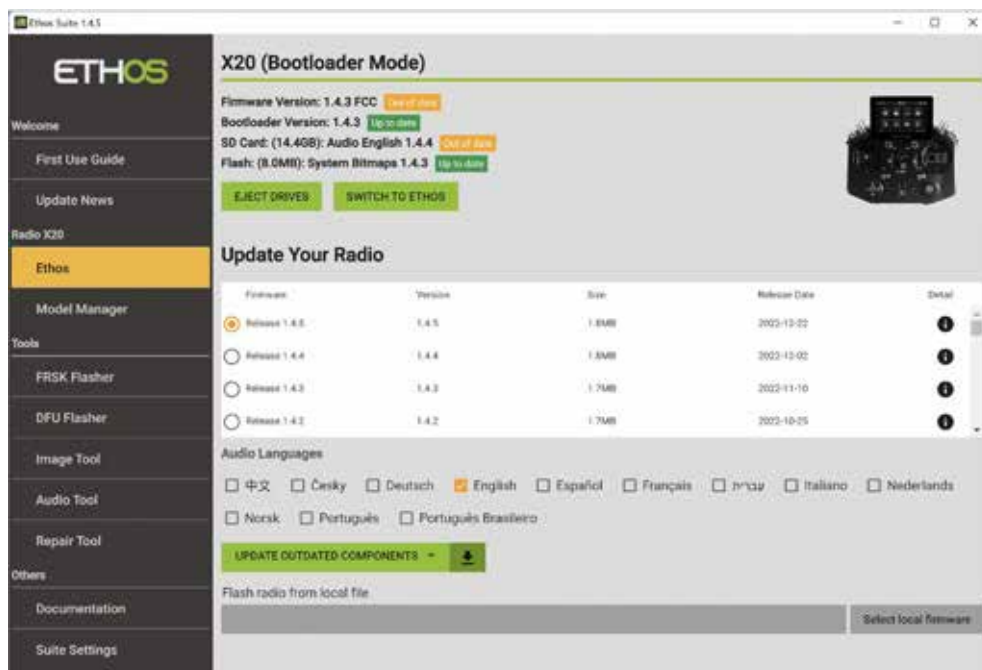 Ethos Suite 1.4.5
ETHOS
Welcome
First Use Guide
Update News
Radio X20
Ethos
Model Manager
Tools
FRSK Flasher
DFU Flasher
Image Tool
Audio Tool
Repair Tool
Others
Documentation
Suite Settings
X20 (Bootloader Mode)
Firmware Version: 1.4.3 FCC Out of date
Bootloader Version: 1.4.3 Up to date
SD Card: (14.4GB): Audio English 1.4.4 Out of date
Flash: (8.0MB): System Bitmaps 1.4.3 Up to date
EJECT DRIVES SWITCH TO ETHOS
Update Your Radio
Firmware Version Size Release Date Detail
Release 1.4.5 1.4.5 1.8MB 2022-12-22
Release 1.4.4 1.4.4 1.8MB 2022-12-02
Release 1.4.3 1.4.3 1.7MB 2022-11-10
Release 1.4.2 1.4.2 1.7MB 2022-10-25
Audio Languages
中文 Česky Deutsch English Español Français עברית Italiano Nederlands
Norsk Português Português Brasileiro
UPDATE OUTDATED COMPONENTS
Flash radio from local file
Select local firmware